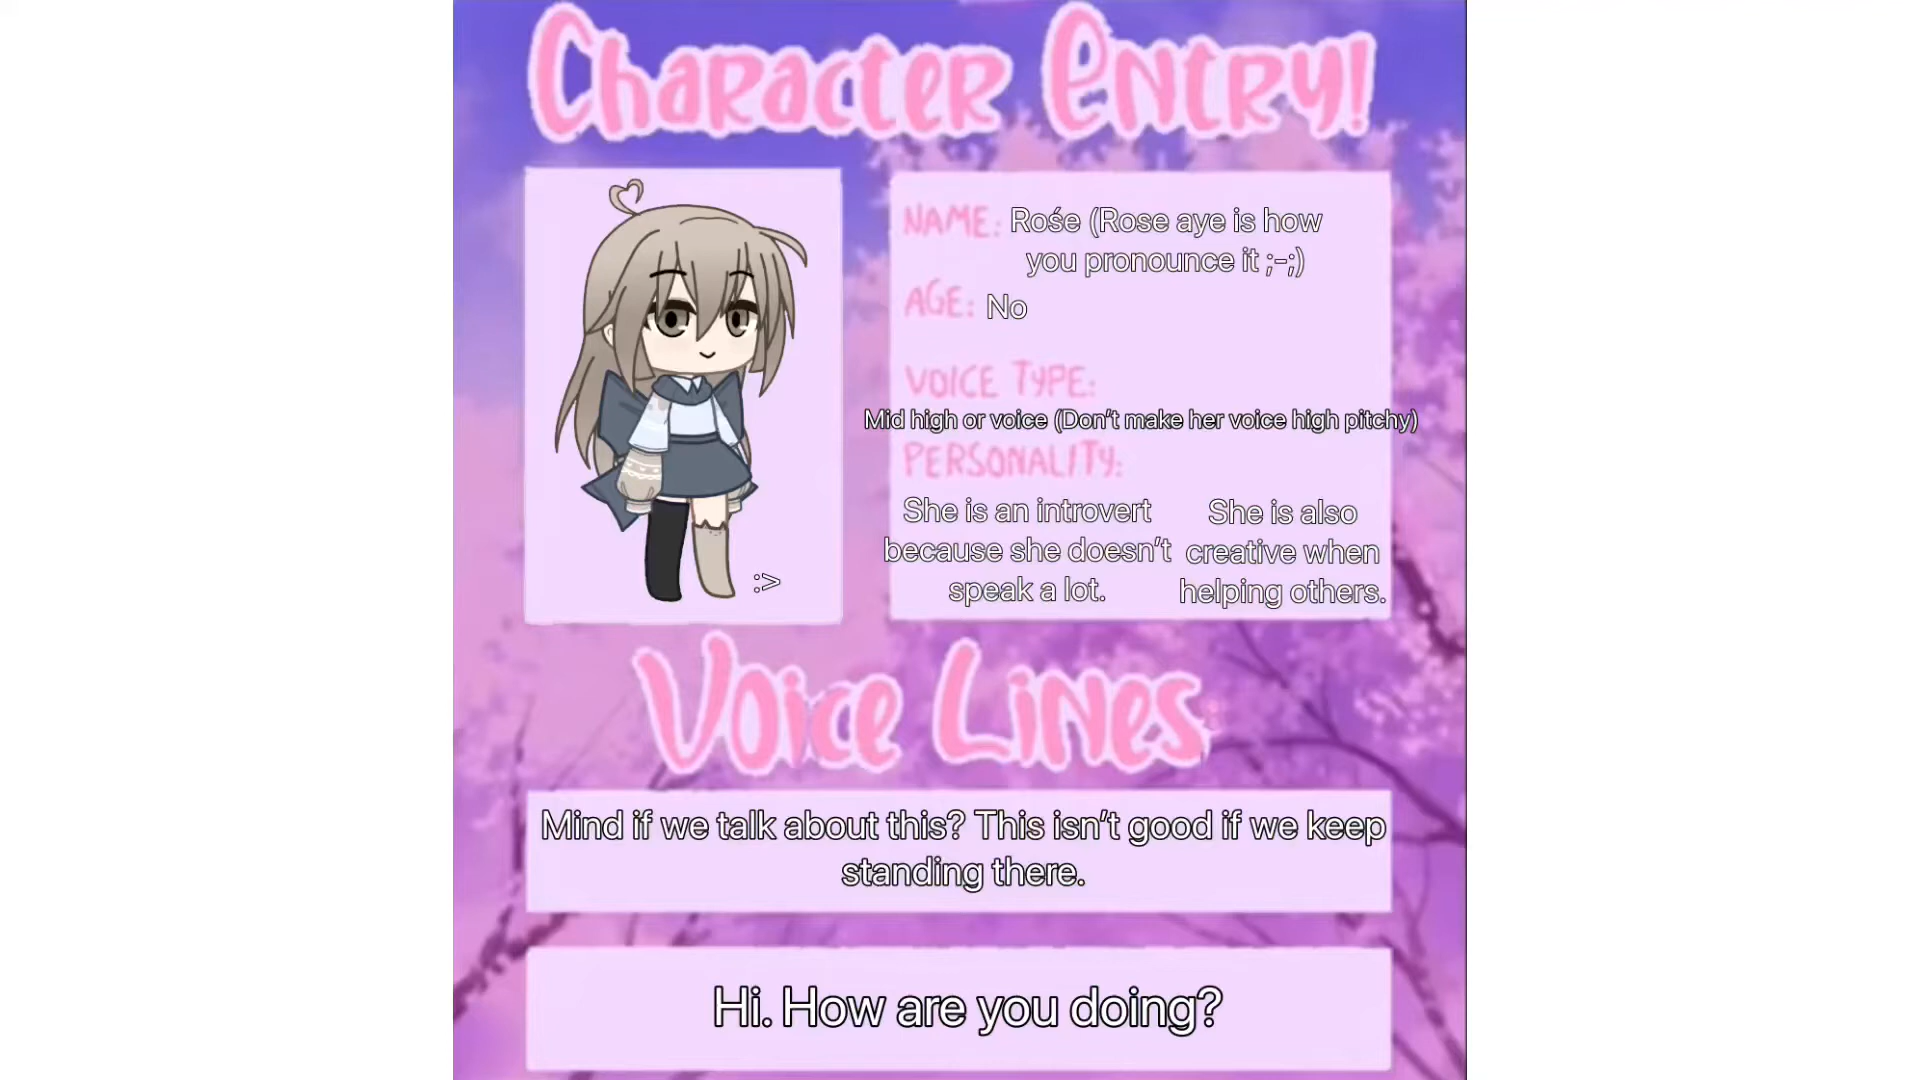 Character Entry!
NAME: Rośe (Rose aye is how
you pronounce it ;-;)
AGE: No
VOICE TYPE:
Mid high or voice (Don't make her voice high pitchy)
PERSONALITY:
She is an introvert
because she doesn't
speak a lot.
She is also
creative when
helping others.
:>
Voice Lines
Mind if we talk about this? This isn't good if we keep
standing there.
Hi. How are you doing?